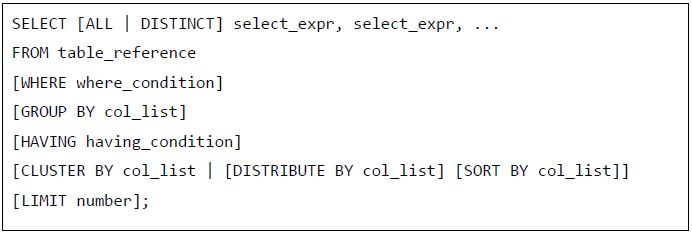 SELECT [ALL | DISTINCT] select_expr, select_expr, ...
FROM table_reference
[WHERE where_condition]
[GROUP BY col_list]
[HAVING having_condition]
[CLUSTER BY col_list | [DISTRIBUTE BY col_list] [SORT BY col_list]]
[LIMIT number];